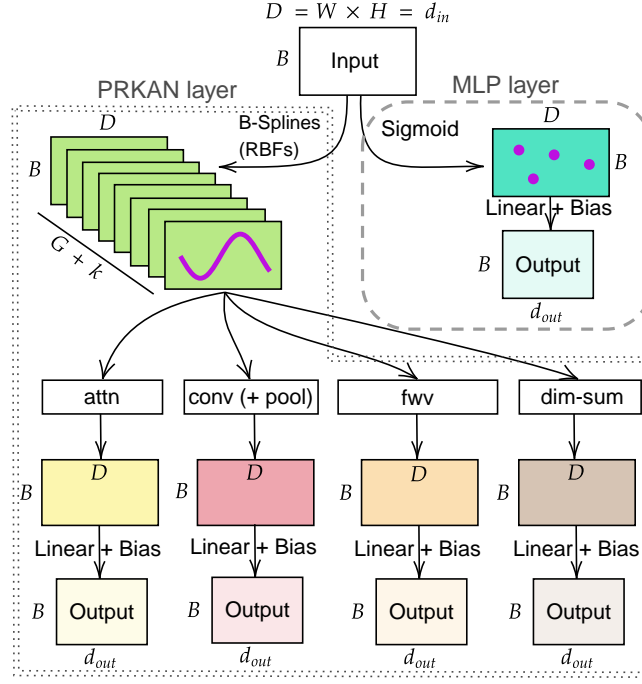 D = W × H = d_in
B
Input
PRKAN layer
MLP layer
D
B
B-Splines
(RBFs)
Sigmoid
D
B
Linear + Bias
G + k
B
Output
d_out
attn
conv (+ pool)
fwv
dim-sum
B
D
B
D
B
D
B
D
Linear + Bias
Linear + Bias
Linear + Bias
Linear + Bias
B
Output
B
Output
B
Output
B
Output
d_out
d_out
d_out
d_out